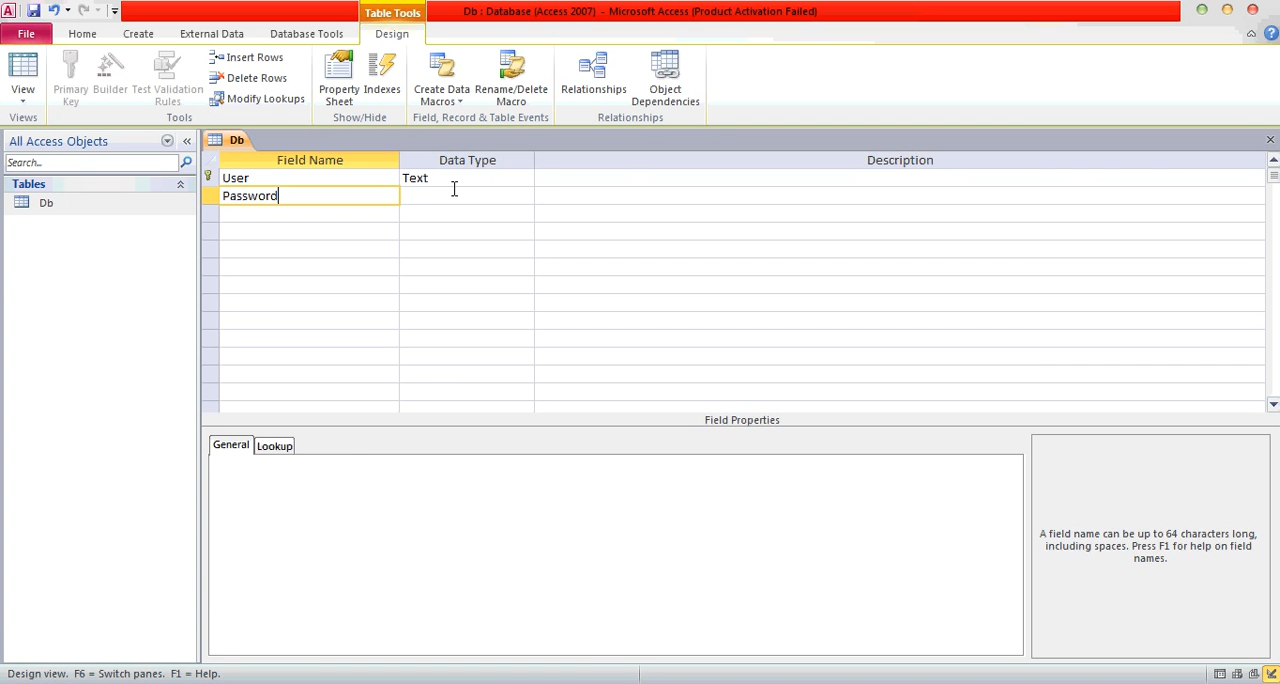 Table Tools
Db : Database (Access 2007) - Microsoft Access (Product Activation Failed)
File
Home
Create
External Data
Database Tools
Design
View
Primary Key
Builder
Test Validation Rules
Insert Rows
Delete Rows
Modify Lookups
Property Sheet
Indexes
Create Data Macros
Rename/Delete Macro
Relationships
Object Dependencies
Views
Tools
Show/Hide
Field, Record & Table Events
Relationships
All Access Objects
Search...
Tables
Db
Db
Field Name
Data Type
Description
User
Text
Password
Field Properties
General
Lookup
A field name can be up to 64 characters long,
including spaces. Press F1 for help on field
names.
Design view. F6 = Switch panes. F1 = Help.